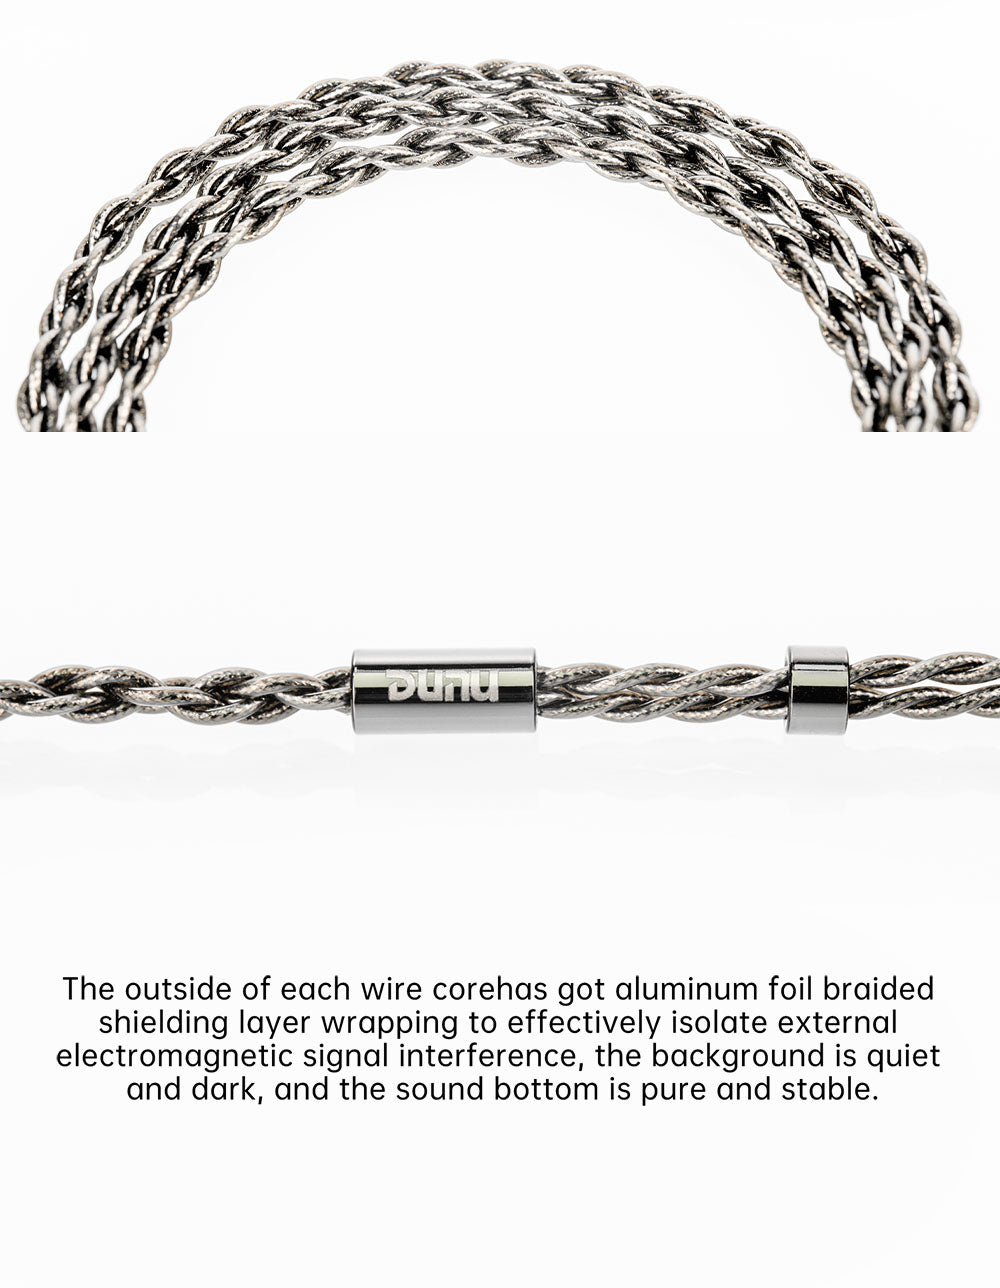 DUNU
The outside of each wire corehas got aluminum foil braided
shielding layer wrapping to effectively isolate external
electromagnetic signal interference, the background is quiet
and dark, and the sound bottom is pure and stable.